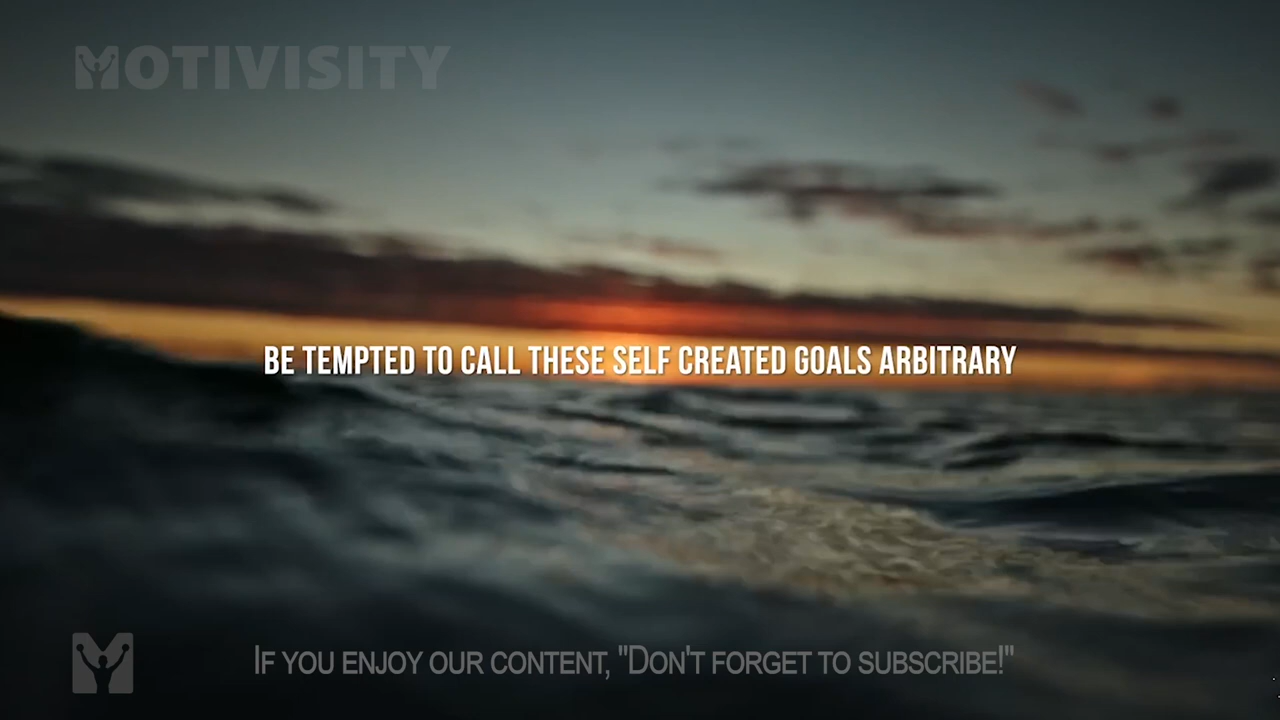 MOTIVISITY
BE TEMPTED TO CALL THESE SELF CREATED GOALS ARBITRARY
IF YOU ENJOY OUR CONTENT, "DON'T FORGET TO SUBSCRIBE!"